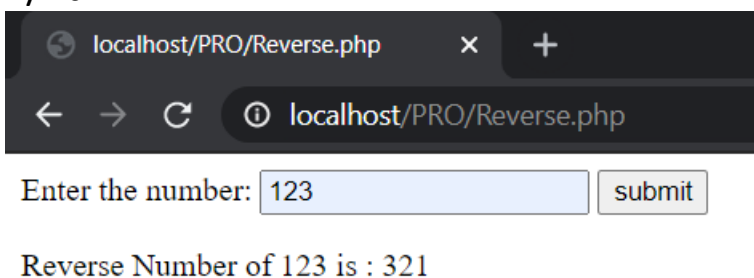 localhost/PRO/Reverse.php
localhost/PRO/Reverse.php
Enter the number: 123 submit
Reverse Number of 123 is : 321